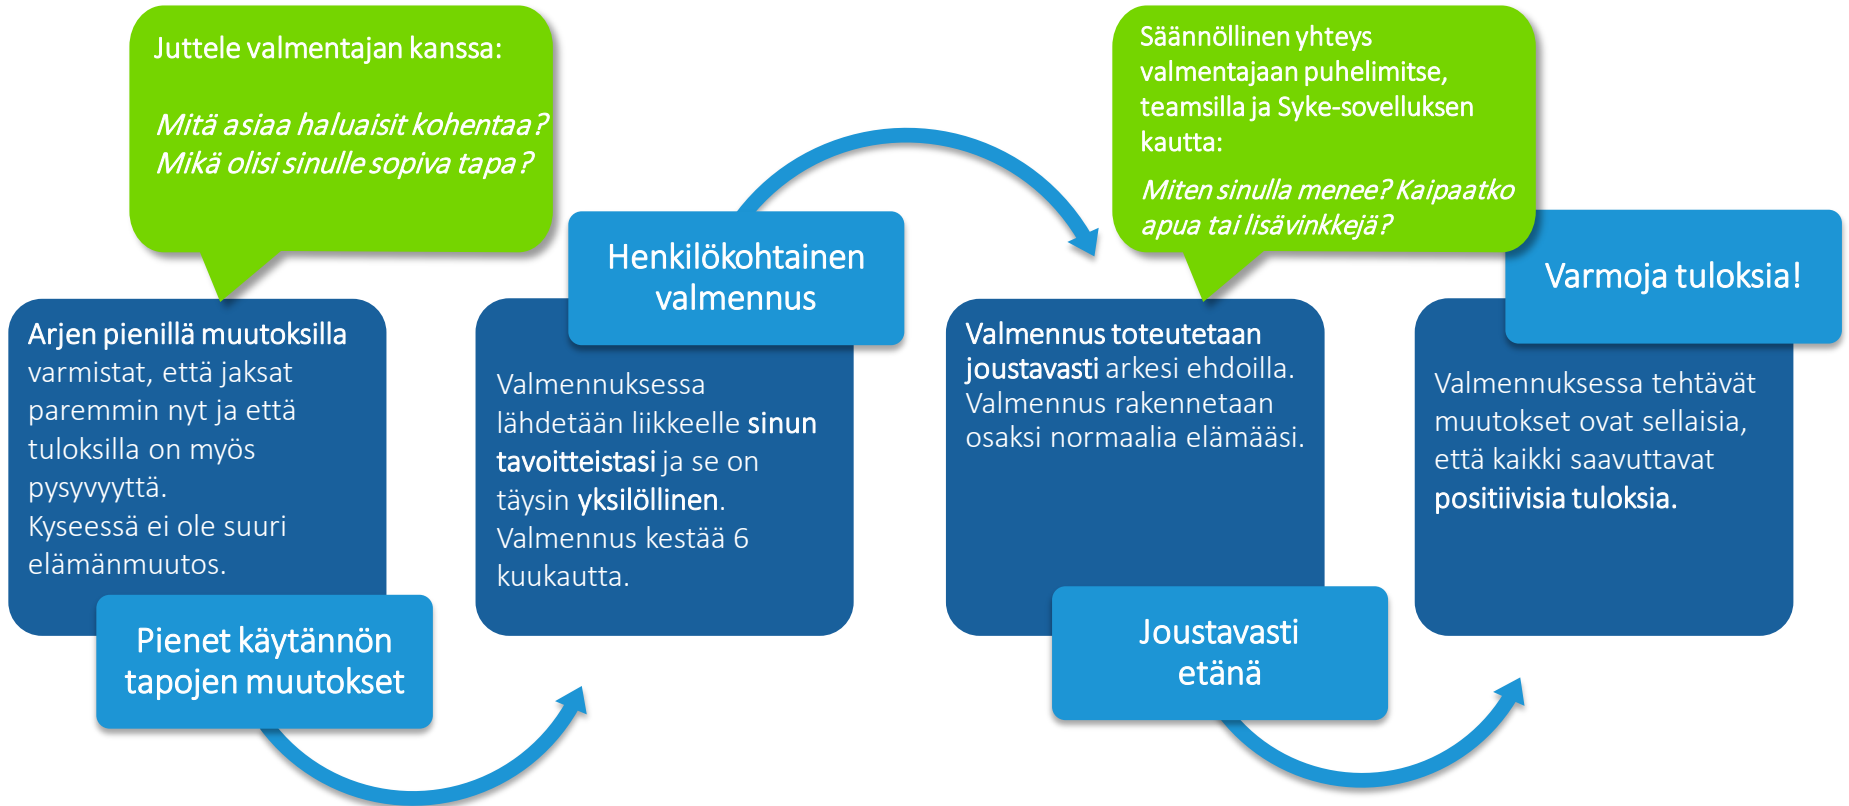 Juttele valmentajan kanssa:
Mitä asiaa haluaisit kohentaa?
Mikä olisi sinulle sopiva tapa?
Arjen pienillä muutoksilla
varmistat, että jaksat
paremmin nyt ja että
tuloksilla on myös
pysyvyyttä.
Kyseessä ei ole suuri
elämänmuutos.
Pienet käytännön
tapojen muutokset
Henkilökohtainen
valmennus
Valmennuksessa
lähdetään liikkeelle sinun
tavoitteistasi ja se on
täysin yksilöllinen.
Valmennus kestää 6
kuukautta.
Säännöllinen yhteys
valmentajaan puhelimitse,
teamsilla ja Syke-sovelluksen
kautta:
Miten sinulla menee? Kaipaatko
apua tai lisävinkkejä?
Valmennus toteutetaan
joustavasti arkesi ehdoilla.
Valmennus rakennetaan
osaksi normaalia elämääsi.
Joustavasti
etänä
Varmoja tuloksia!
Valmennuksessa tehtävät
muutokset ovat sellaisia,
että kaikki saavuttavat
positiivisia tuloksia.